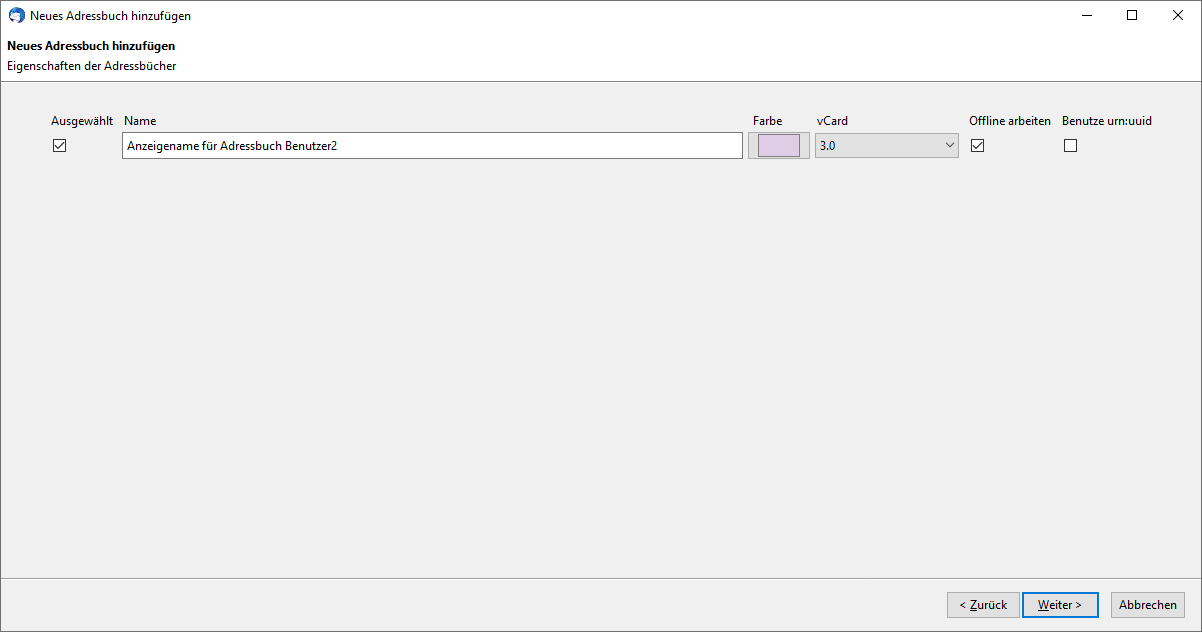 Neues Adressbuch hinzufügen
Neues Adressbuch hinzufügen
Eigenschaften der Adressbücher
Ausgewählt Name Farbe vCard Offline arbeiten Benutze urn:uuid
Anzeigename für Adressbuch Benutzer2 3.0
< Zurück Weiter > Abbrechen